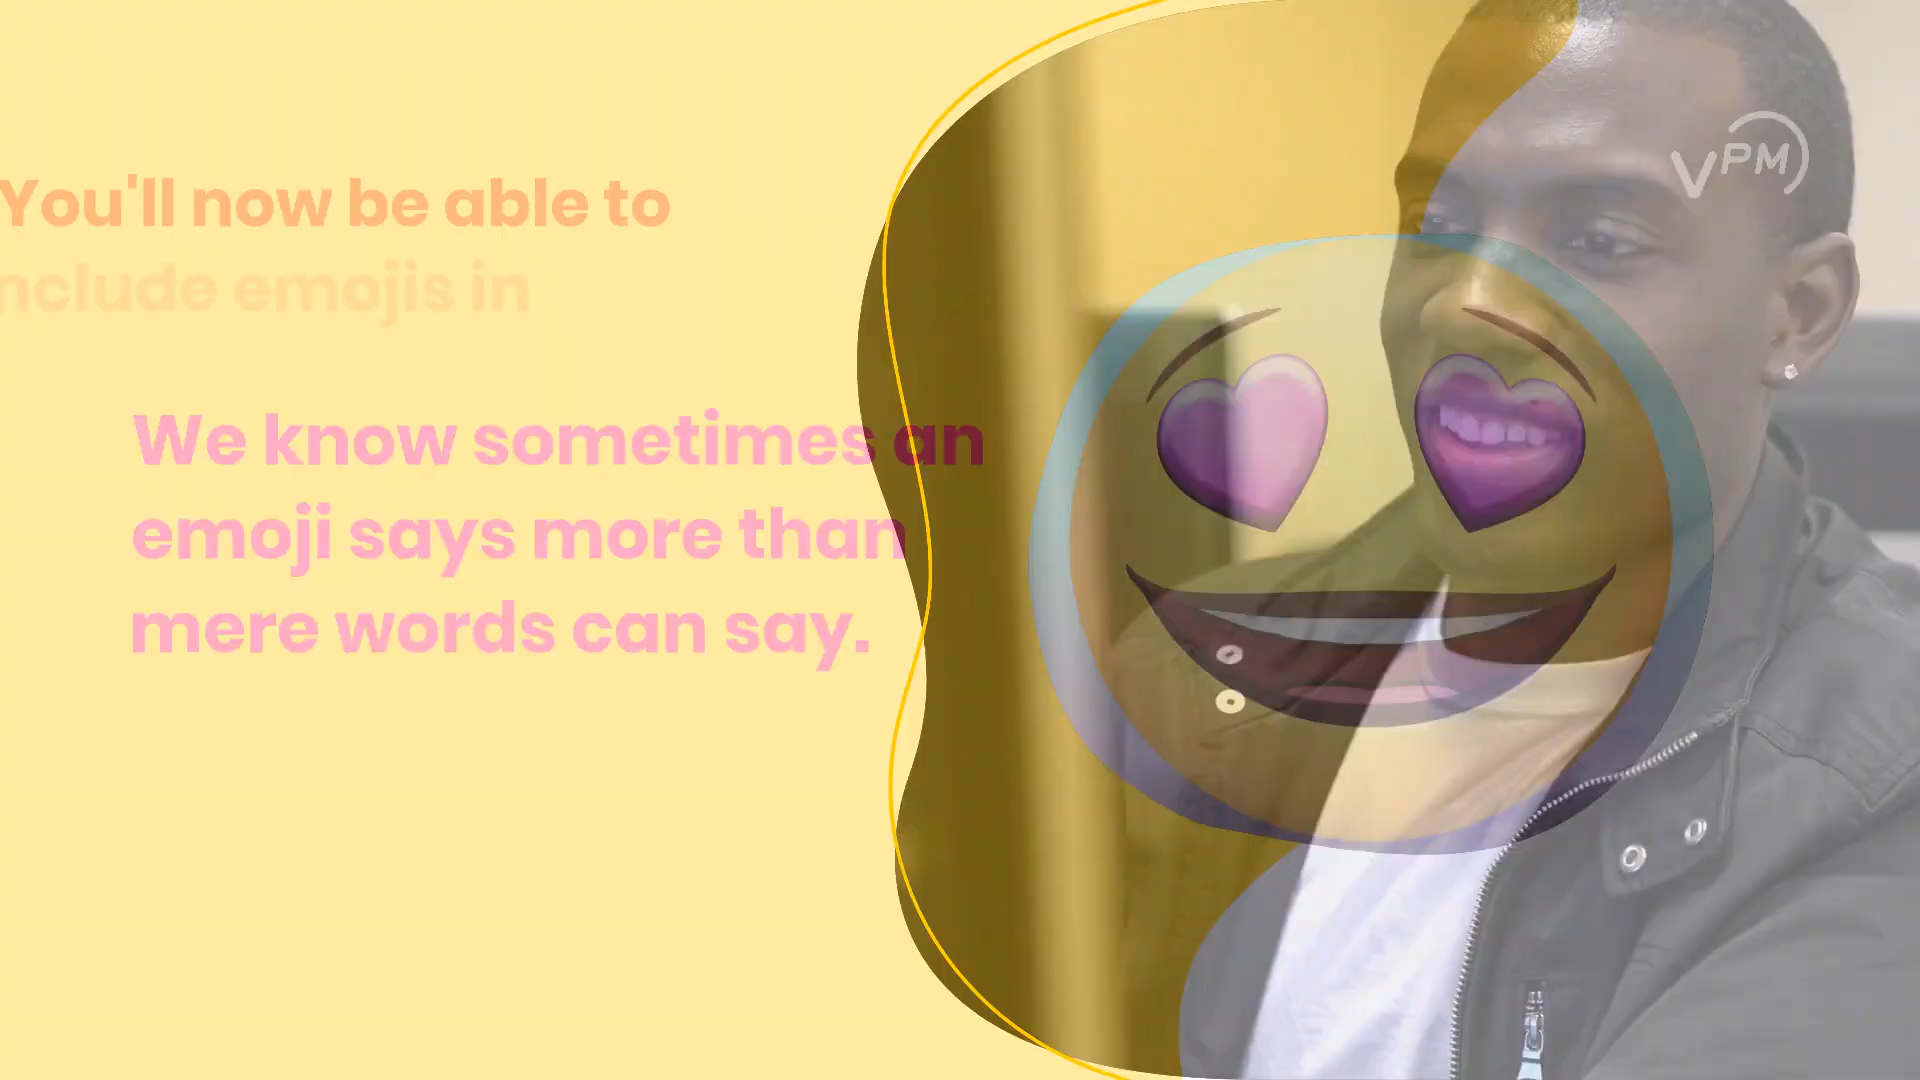 You'll now be able to
nclude emojis in
We know sometimes an
emoji says more than
mere words can say.
VPM